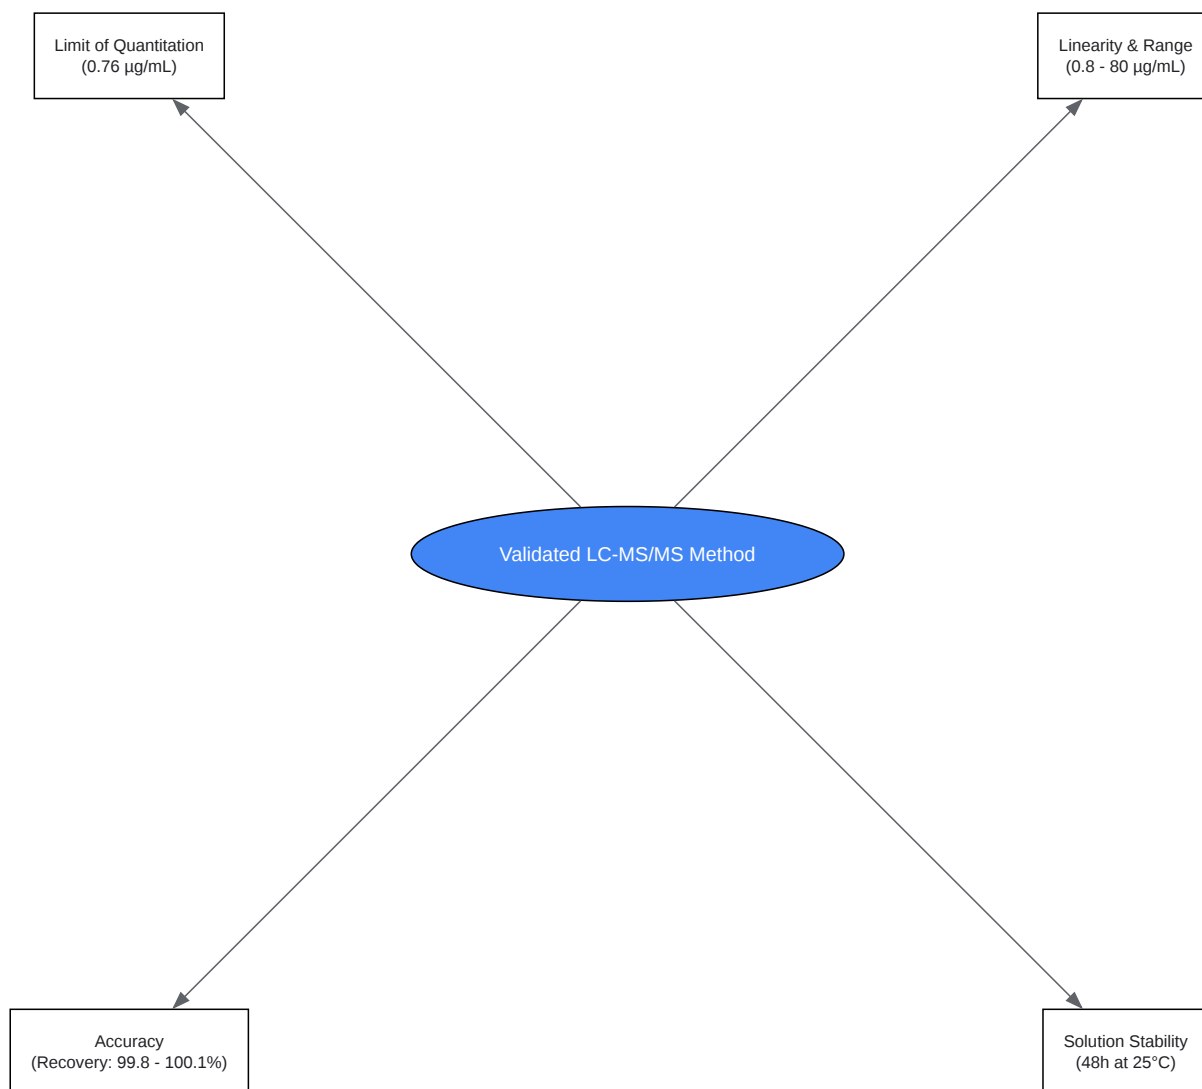 Limit of Quantitation
(0.76 µg/mL)
Linearity & Range
(0.8 - 80 µg/mL)
Validated LC-MS/MS Method
Accuracy
(Recovery: 99.8 - 100.1%)
Solution Stability
(48h at 25°C)